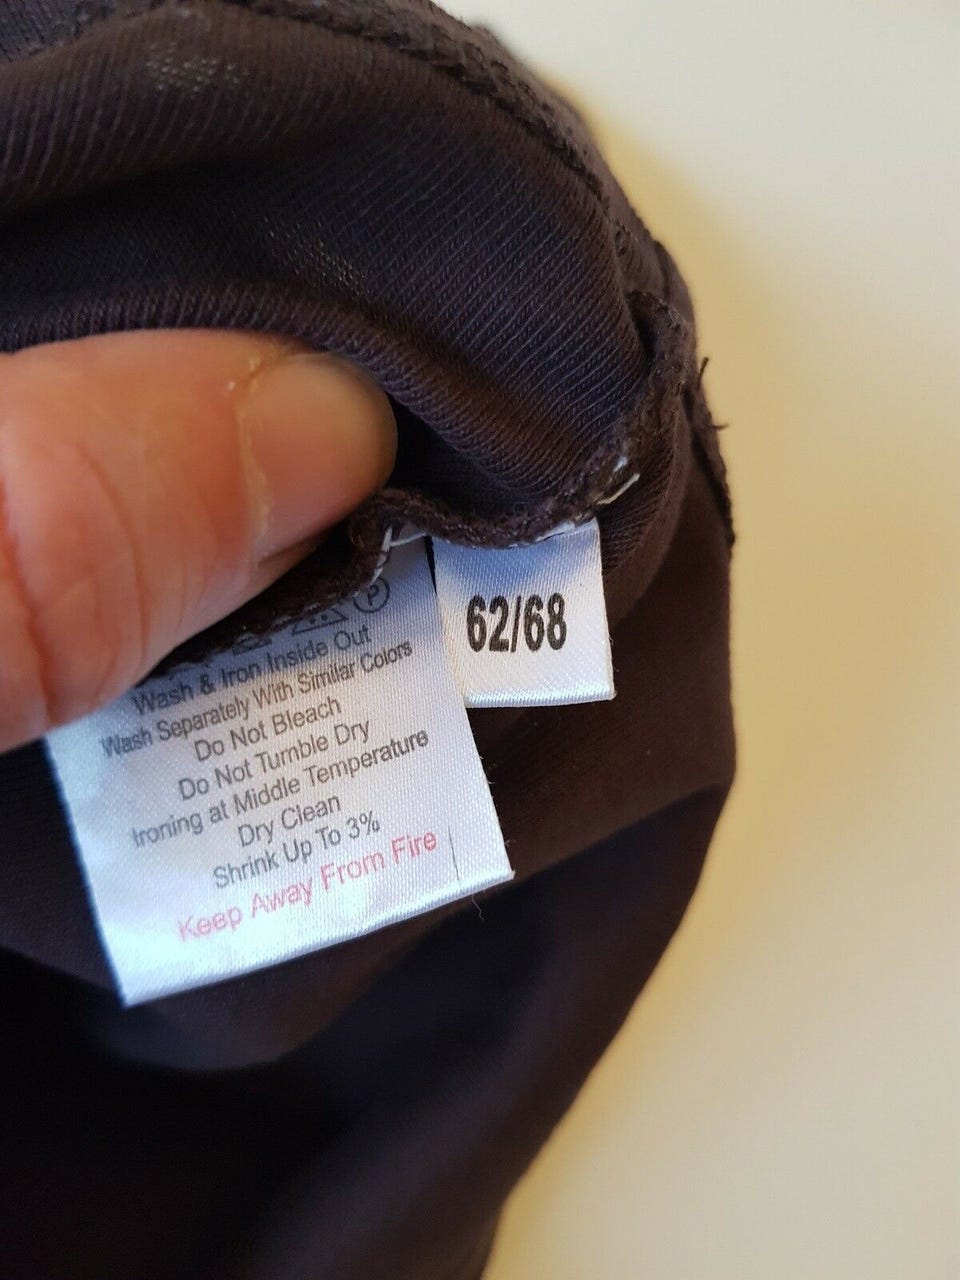 P
Wash & Iron Inside Out
Wash Separately With Similar Colors
Do Not Bleach
Do Not Tumble Dry
Ironing at Middle Temperature
Dry Clean
Shrink Up To 3%
Keep Away From Fire
62/68